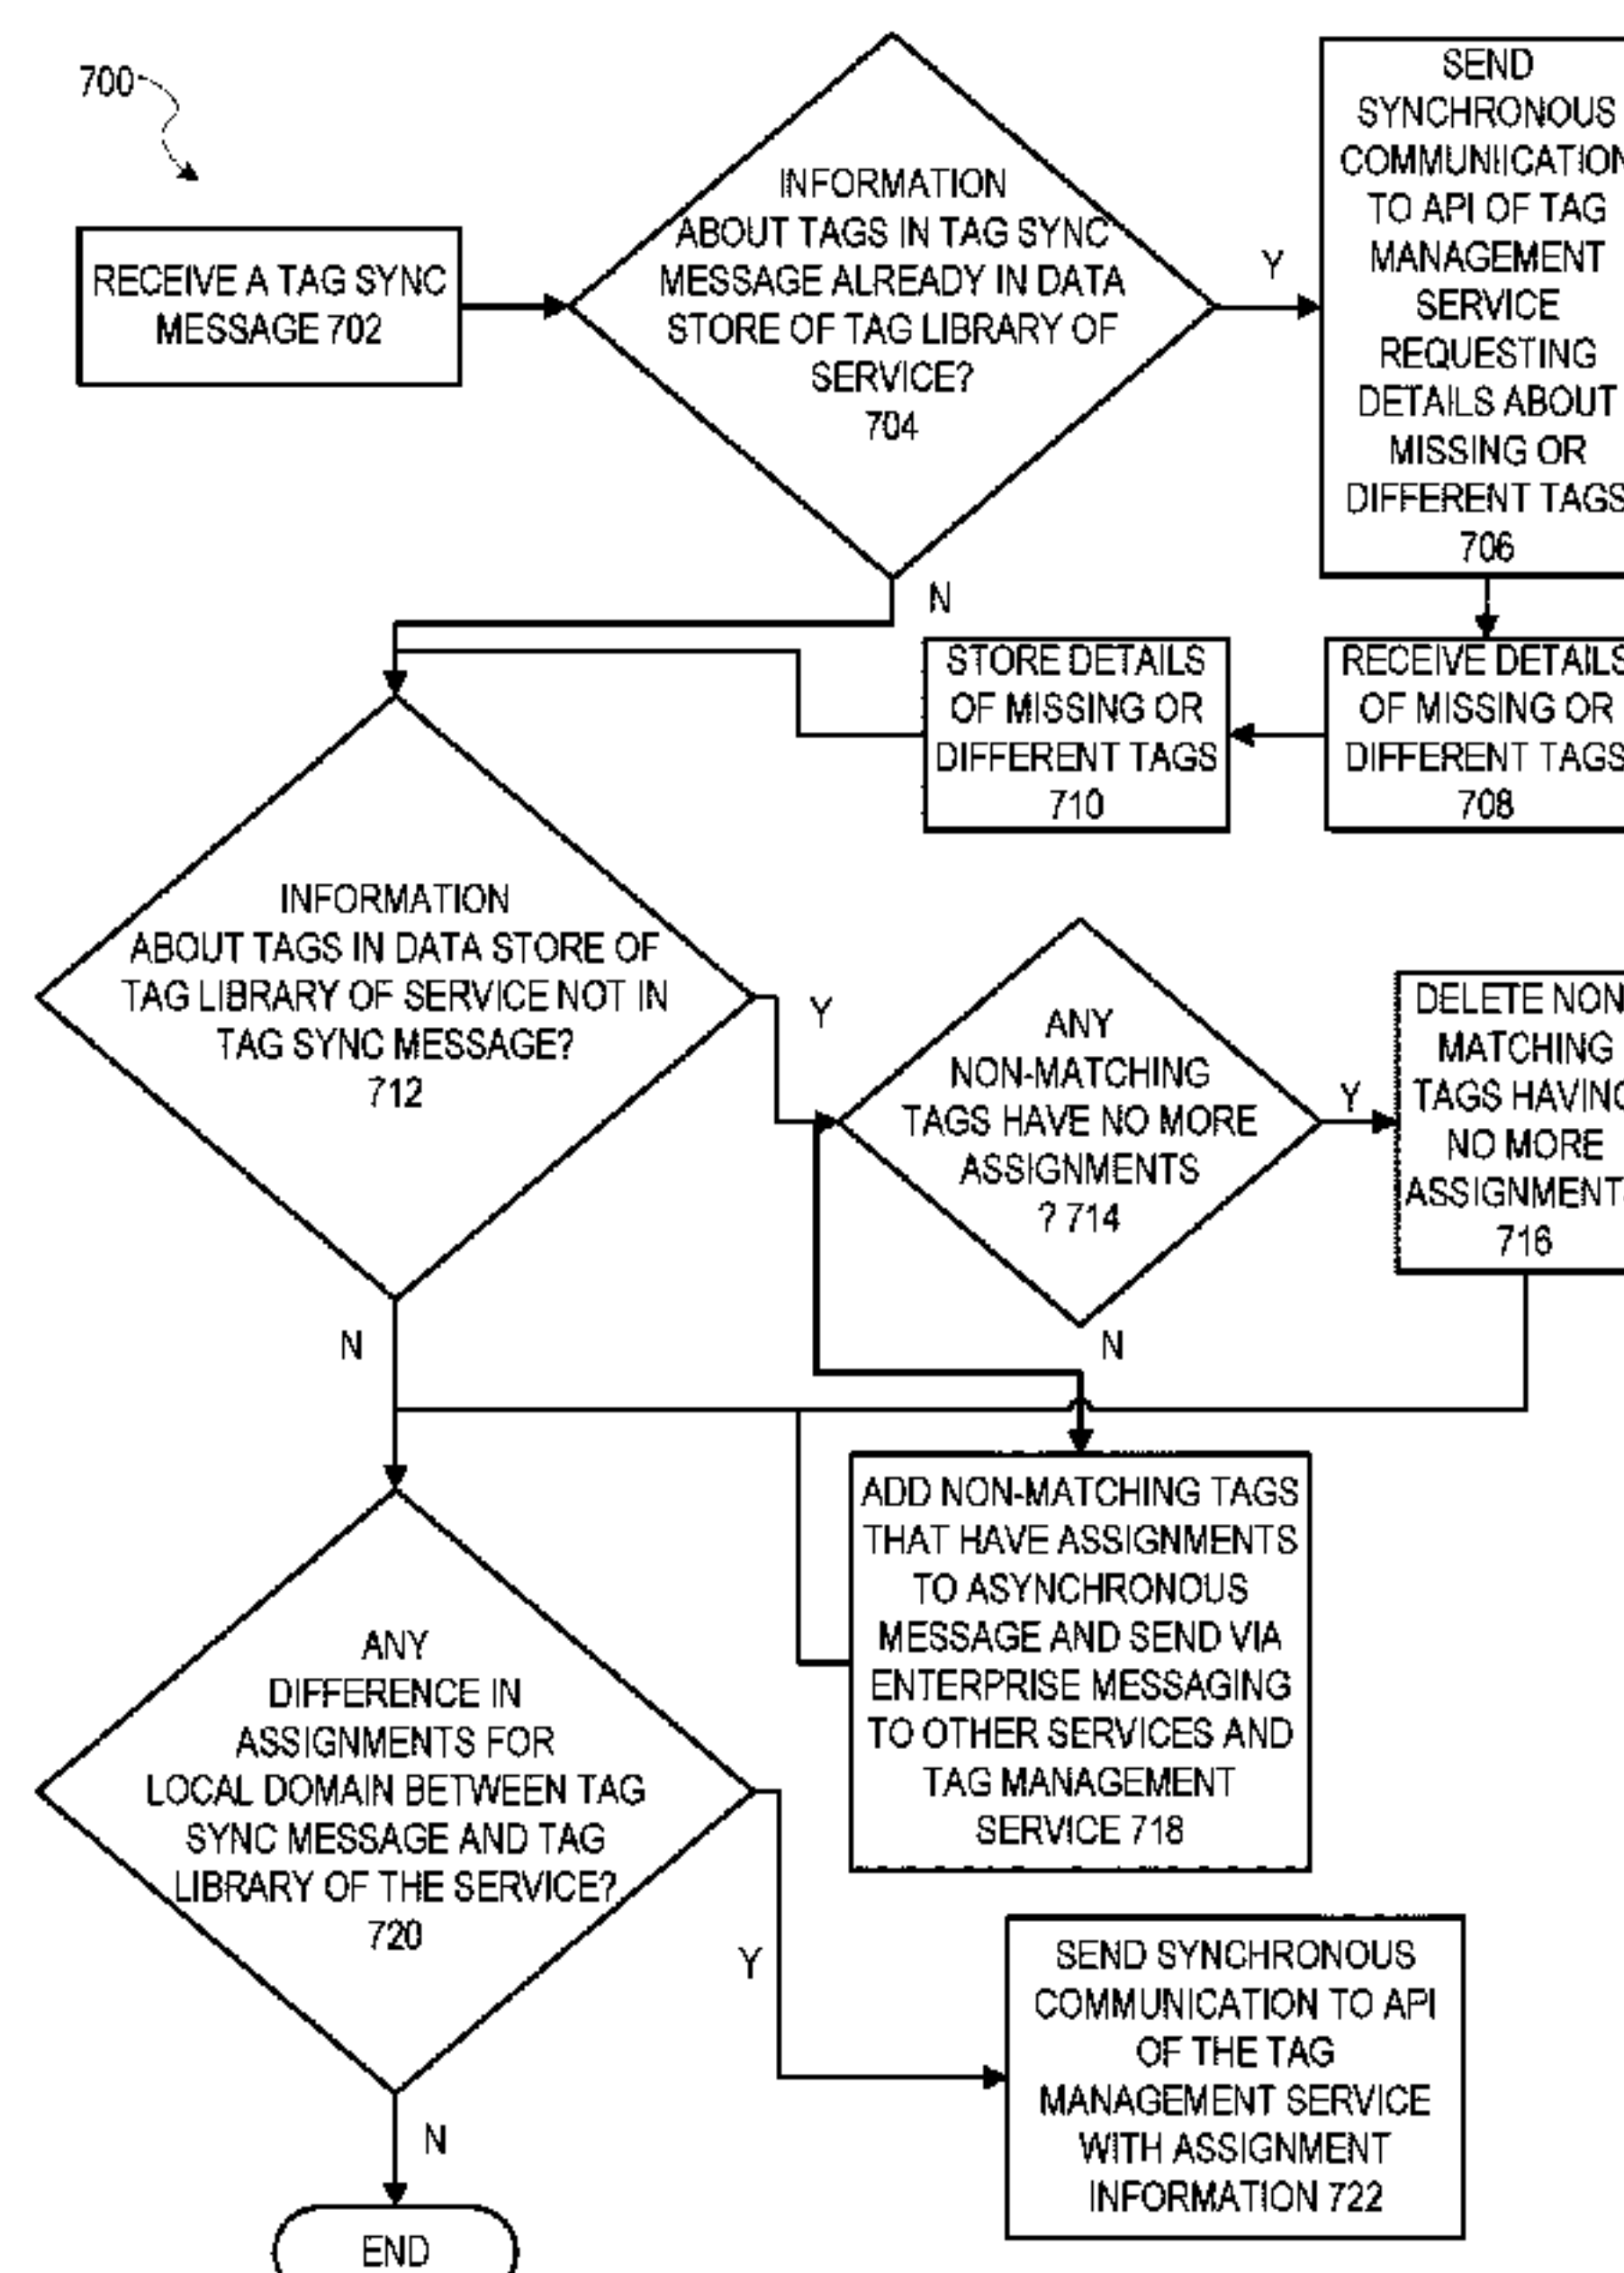 700
RECEIVE A TAG SYNC
MESSAGE 702
INFORMATION
ABOUT TAGS IN TAG SYNC
MESSAGE ALREADY IN DATA
STORE OF TAG LIBRARY OF
SERVICE?
704
Y
N
SEND
SYNCHRONOUS
COMMUNIICATION
TO API OF TAG
MANAGEMENT
SERVICE
REQUESTING
DETAILS ABOUT
MISSING OR
DIFFERENT TAGS
706
RECEIVE DETAILS
OF MISSING OR
DIFFERENT TAGS
708
STORE DETAILS
OF MISSING OR
DIFFERENT TAGS
710
INFORMATION
ABOUT TAGS IN DATA STORE OF
TAG LIBRARY OF SERVICE NOT IN
TAG SYNC MESSAGE?
712
Y
N
ANY
NON-MATCHING
TAGS HAVE NO MORE
ASSIGNMENTS
? 714
Y
N
DELETE NON-
MATCHING
TAGS HAVING
NO MORE
ASSIGNMENTS
716
ADD NON-MATCHING TAGS
THAT HAVE ASSIGNMENTS
TO ASYNCHRONOUS
MESSAGE AND SEND VIA
ENTERPRISE MESSAGING
TO OTHER SERVICES AND
TAG MANAGEMENT
SERVICE 718
ANY
DIFFERENCE IN
ASSIGNMENTS FOR
LOCAL DOMAIN BETWEEN TAG
SYNC MESSAGE AND TAG
LIBRARY OF THE SERVICE?
720
Y
N
SEND SYNCHRONOUS
COMMUNICATION TO API
OF THE TAG
MANAGEMENT SERVICE
WITH ASSIGNMENT
INFORMATION 722
END